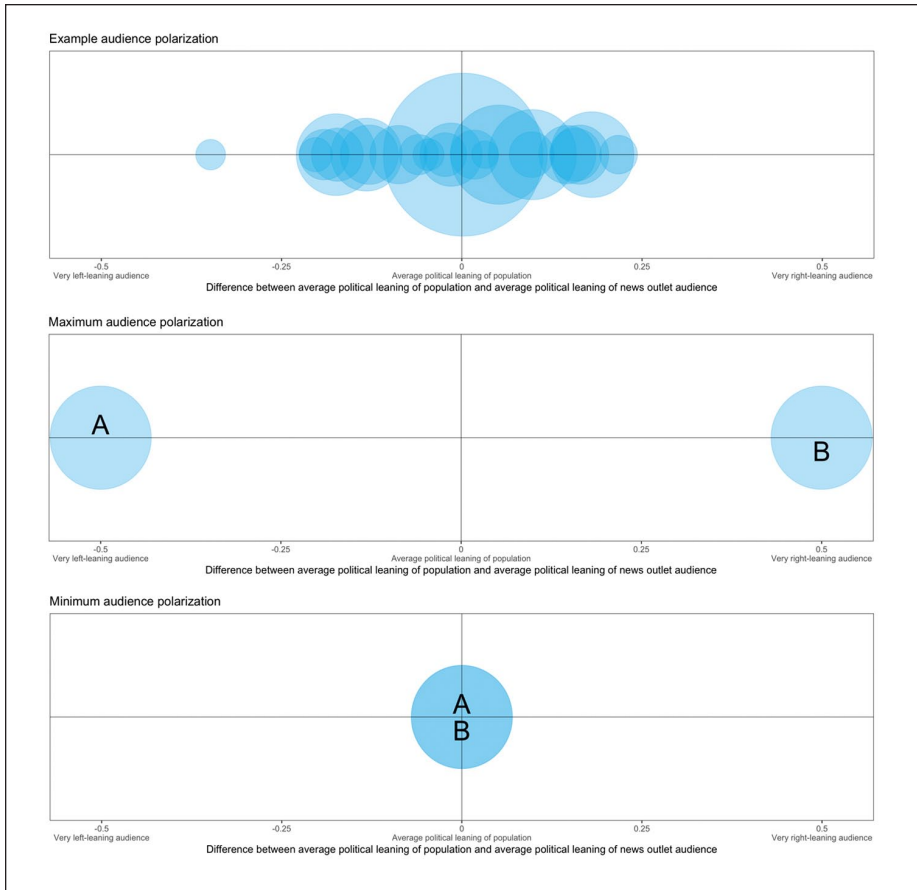 Example audience polarization
-0.5 -0.25 0 0.25 0.5
Very left-leaning audience Average political leaning of population Very right-leaning audience
Difference between average political leaning of population and average political leaning of news outlet audience
Maximum audience polarization
A
B
-0.5 -0.25 0 0.25 0.5
Very left-leaning audience Average political leaning of population Very right-leaning audience
Difference between average political leaning of population and average political leaning of news outlet audience
Minimum audience polarization
A
B
-0.5 -0.25 0 0.25 0.5
Very left-leaning audience Average political leaning of population Very right-leaning audience
Difference between average political leaning of population and average political leaning of news outlet audience